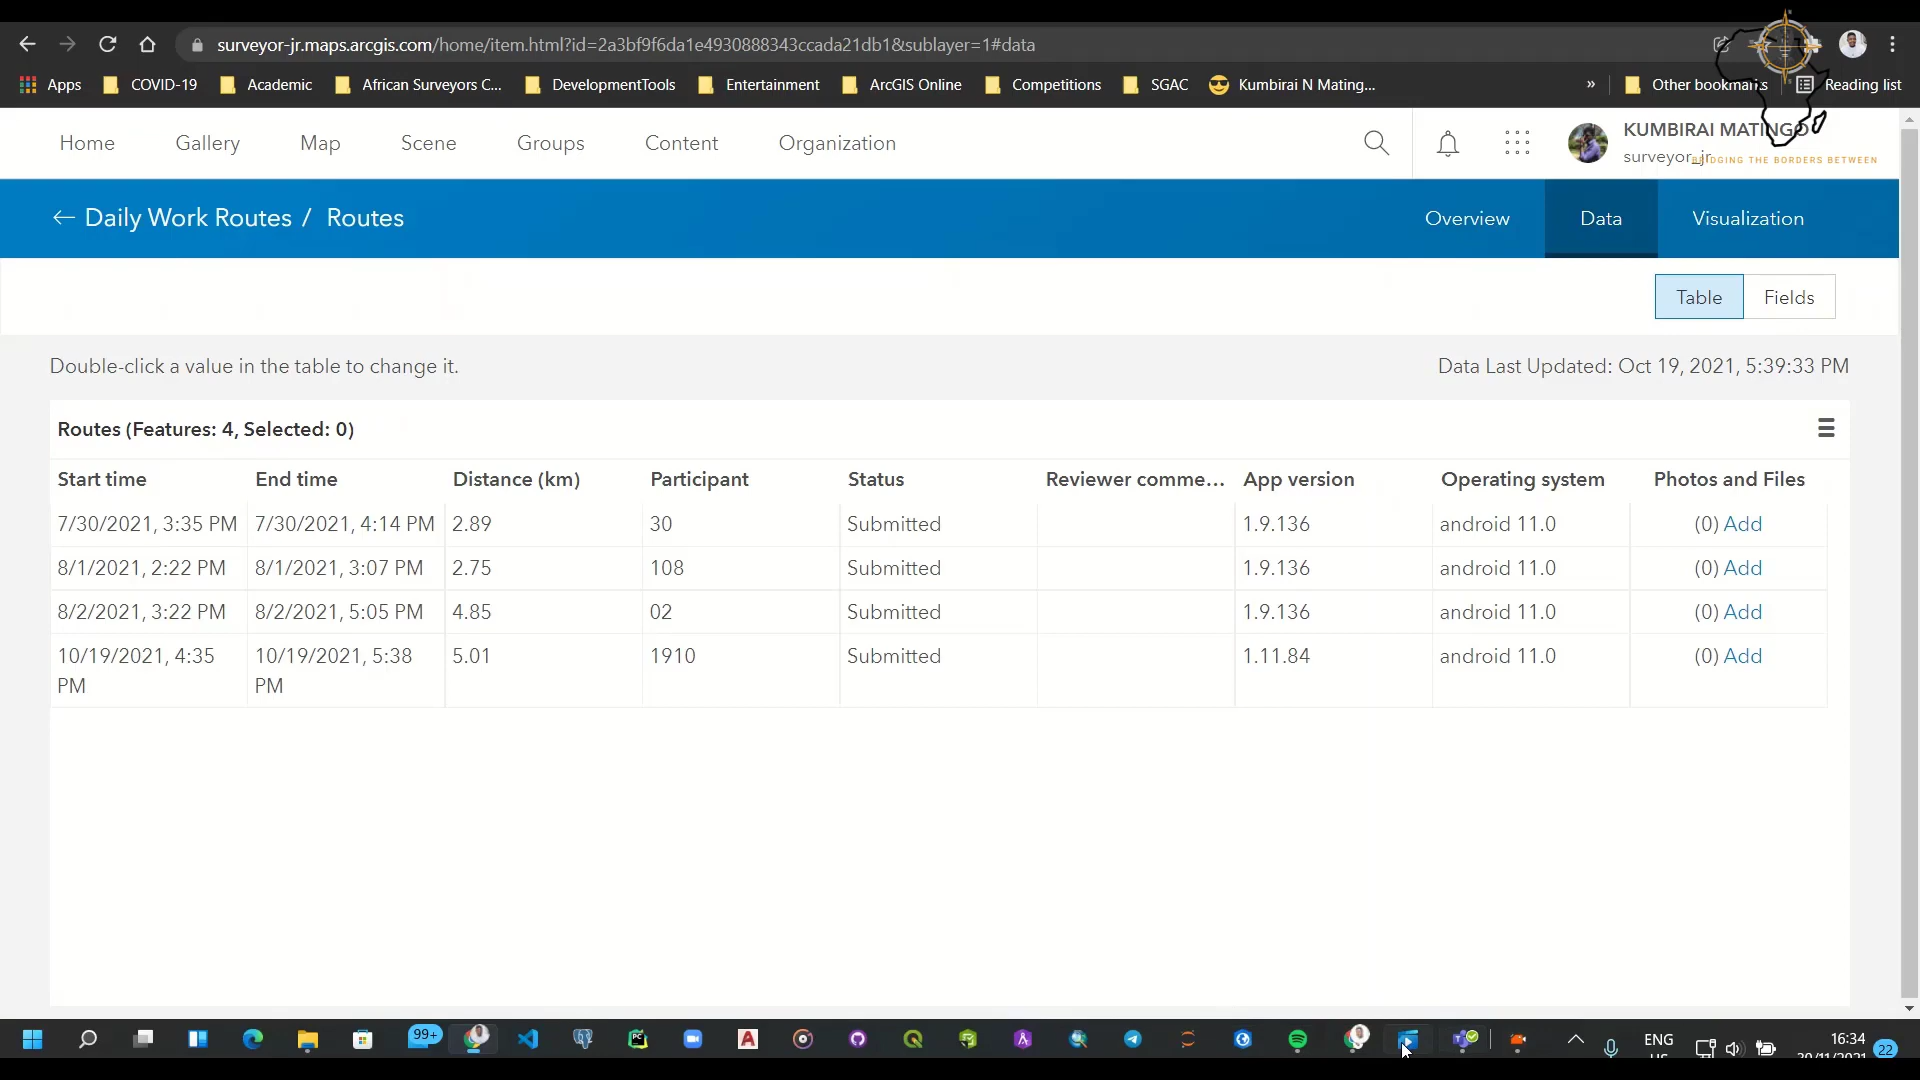 surveyor-jr.maps.arcgis.com/home/item.html?id=2a3bf9f6da1e4930888343ccada21db1&sublayer=1#data
Apps COVID-19 Academic African Surveyors C... DevelopmentTools Entertainment ArcGIS Online Competitions SGAC Kumbirai N Mating... » Other bookmarks Reading list
Home Gallery Map Scene Groups Content Organization KUMBIRAI MATINGO
surveyor_jr
BRIDGING THE BORDERS BETWEEN
← Daily Work Routes / Routes Overview Data Visualization
Table Fields
Double-click a value in the table to change it. Data Last Updated: Oct 19, 2021, 5:39:33 PM
Routes (Features: 4, Selected: 0)
Start time End time Distance (km) Participant Status Reviewer comme... App version Operating system Photos and Files
7/30/2021, 3:35 PM 7/30/2021, 4:14 PM 2.89 30 Submitted 1.9.136 android 11.0 (0) Add
8/1/2021, 2:22 PM 8/1/2021, 3:07 PM 2.75 108 Submitted 1.9.136 android 11.0 (0) Add
8/2/2021, 3:22 PM 8/2/2021, 5:05 PM 4.85 02 Submitted 1.9.136 android 11.0 (0) Add
10/19/2021, 4:35 PM 10/19/2021, 5:38 PM 5.01 1910 Submitted 1.11.84 android 11.0 (0) Add
99+ PC A ENG 16:34
30/11/2021 22